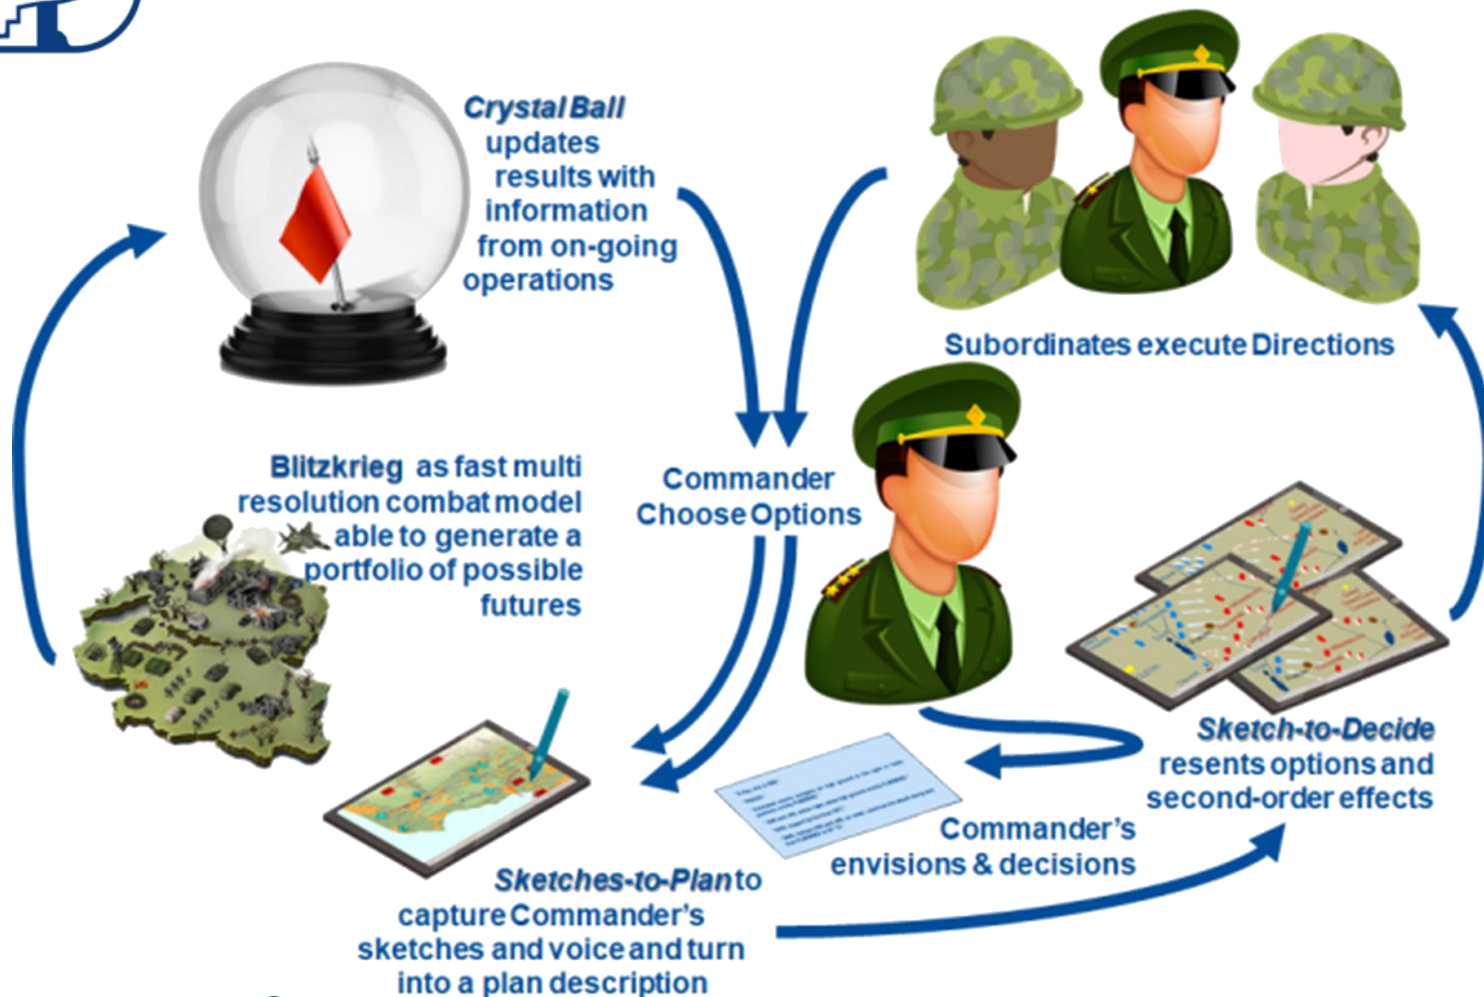 Crystal Ball
updates
results with
information
from on-going
operations
Subordinates execute Directions
Blitzkrieg as fast multi
resolution combat model
able to generate a
portfolio of possible
futures
Commander
Choose Options
Sketch-to-Decide
resents options and
second-order effects
Commander's
envisions & decisions
Sketches-to-Plan to
capture Commander's
sketches and voice and turn
into a plan description